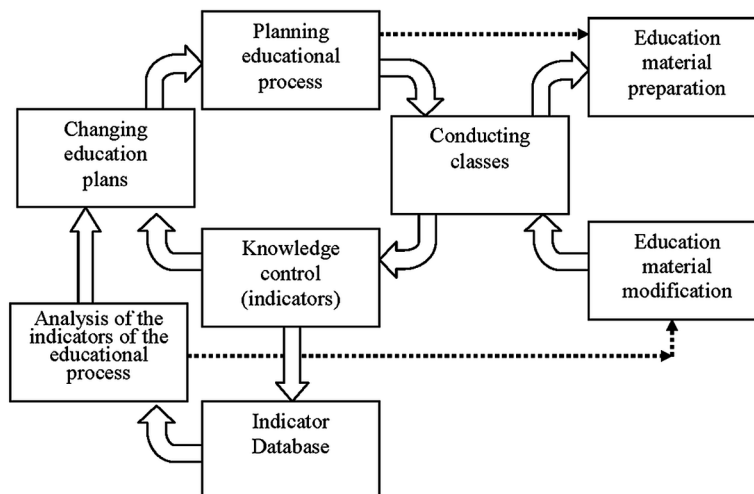 Planning
educational
process
Education
material
preparation
Changing
education
plans
Conducting
classes
Knowledge
control
(indicators)
Education
material
modification
Analysis of the
indicators of the
educational
process
Indicator
Database